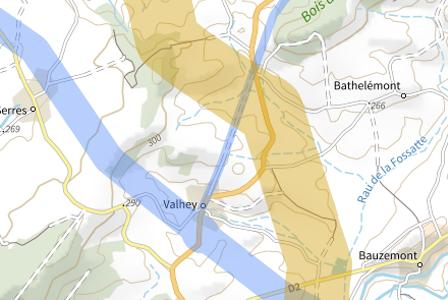 Bois d
Bathelémont
266
Serres
269
300
Rau de la Fossatte
290
Valhey
Bauzemont
D2